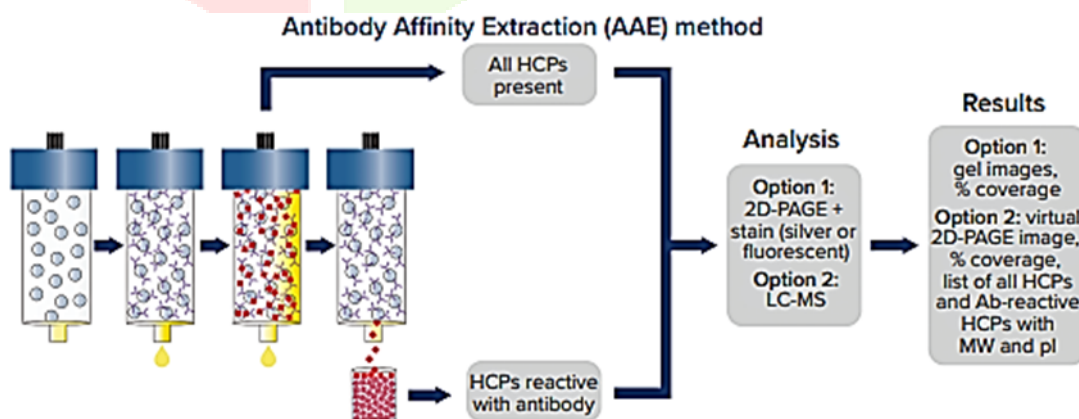 Antibody Affinity Extraction (AAE) method
All HCPs
present
HCPs reactive
with antibody
Analysis
Option 1:
2D-PAGE +
stain (silver or
fluorescent)
Option 2:
LC-MS
Results
Option 1:
gel images,
% coverage
Option 2: virtual
2D-PAGE image,
% coverage,
list of all HCPs
and Ab-reactive
HCPs with
MW and pI